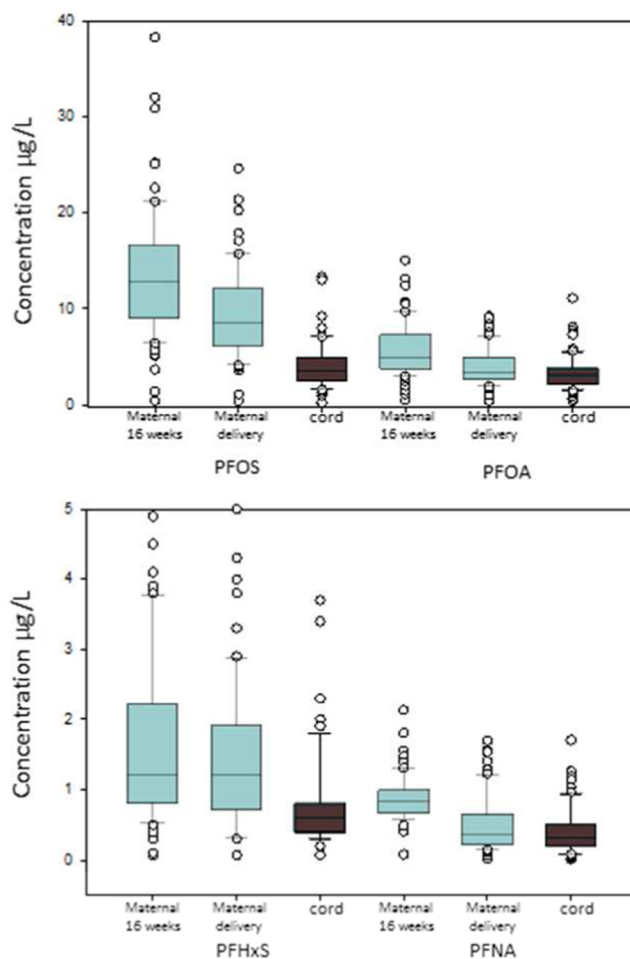 Concentration µg/L
40
30
20
10
0
Maternal Maternal cord Maternal Maternal cord
16 weeks delivery 16 weeks delivery
PFOS PFOA
Concentration µg/L
5
4
3
2
1
0
Maternal Maternal cord Maternal Maternal cord
16 weeks delivery 16 weeks delivery
PFHxS PFNA